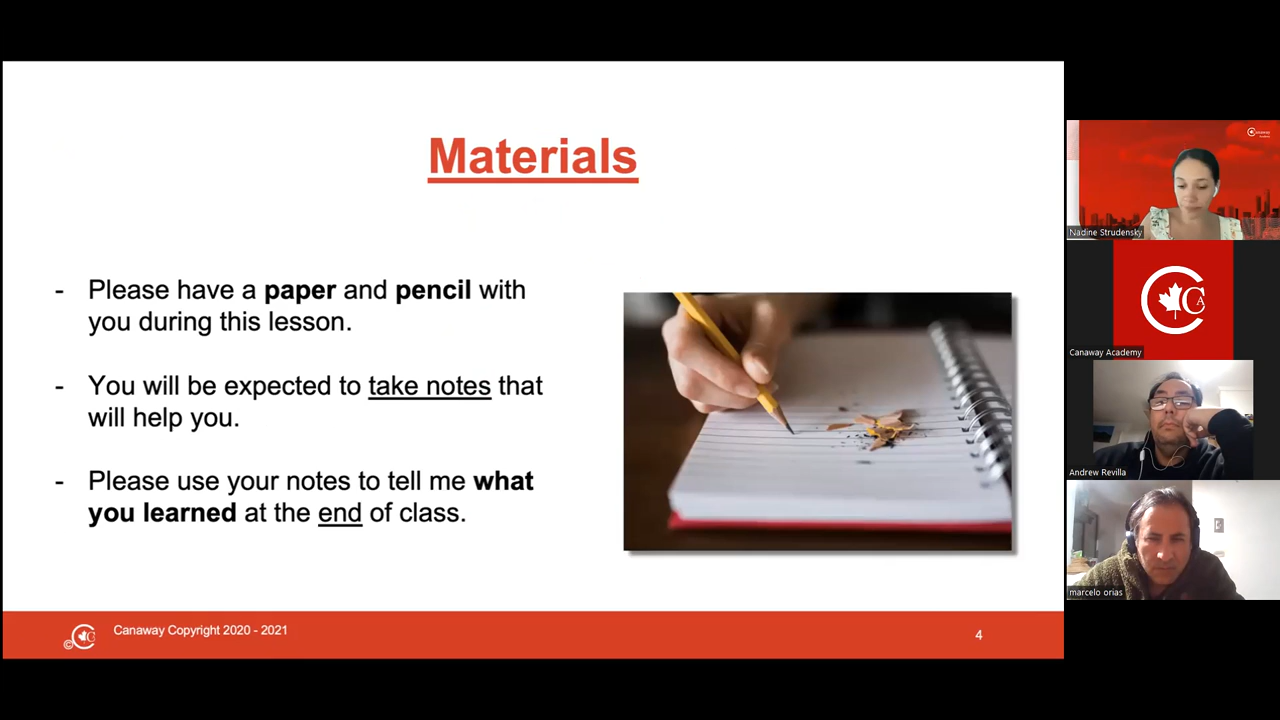 Materials
- Please have a paper and pencil with
you during this lesson.
- You will be expected to take notes that
will help you.
- Please use your notes to tell me what
you learned at the end of class.
© CA
Canaway Copyright 2020 - 2021
4
Nadine Strudensky
CA
Canaway Academy
Andrew Revilla
marcelo orias